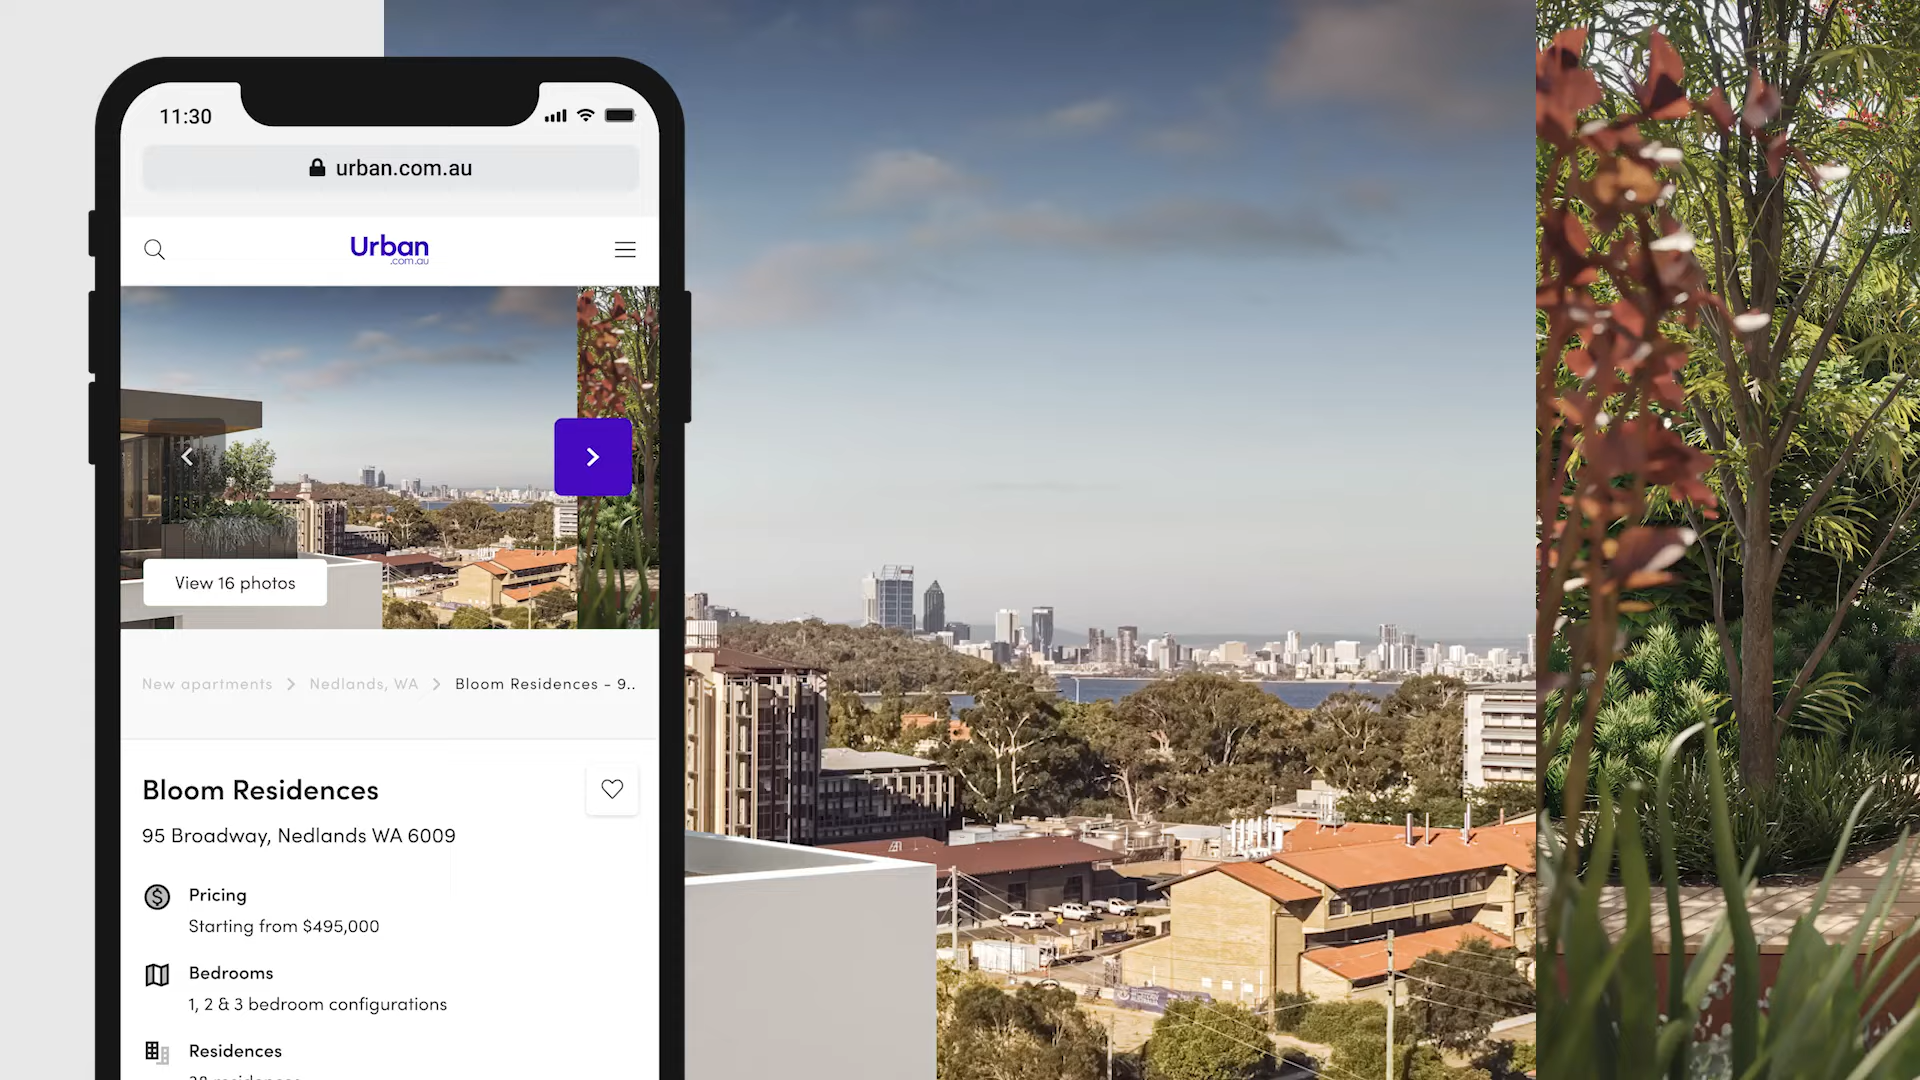 11:30
urban.com.au
Urban
.com.au
View 16 photos
New apartments > Nedlands, WA > Bloom Residences - 9..
Bloom Residences
95 Broadway, Nedlands WA 6009
Pricing
Starting from $495,000
Bedrooms
1, 2 & 3 bedroom configurations
Residences